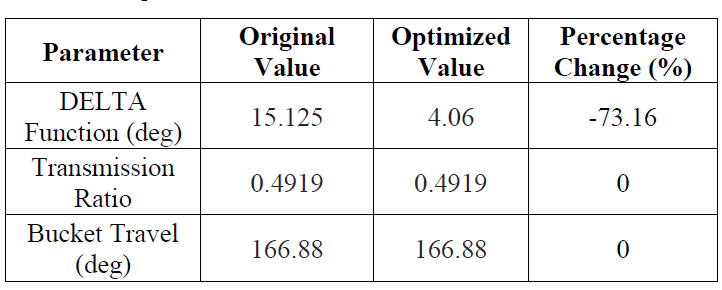 Parameter Original Value Optimized Value Percentage Change (%)
DELTA Function (deg) 15.125 4.06 -73.16
Transmission Ratio 0.4919 0.4919 0
Bucket Travel (deg) 166.88 166.88 0